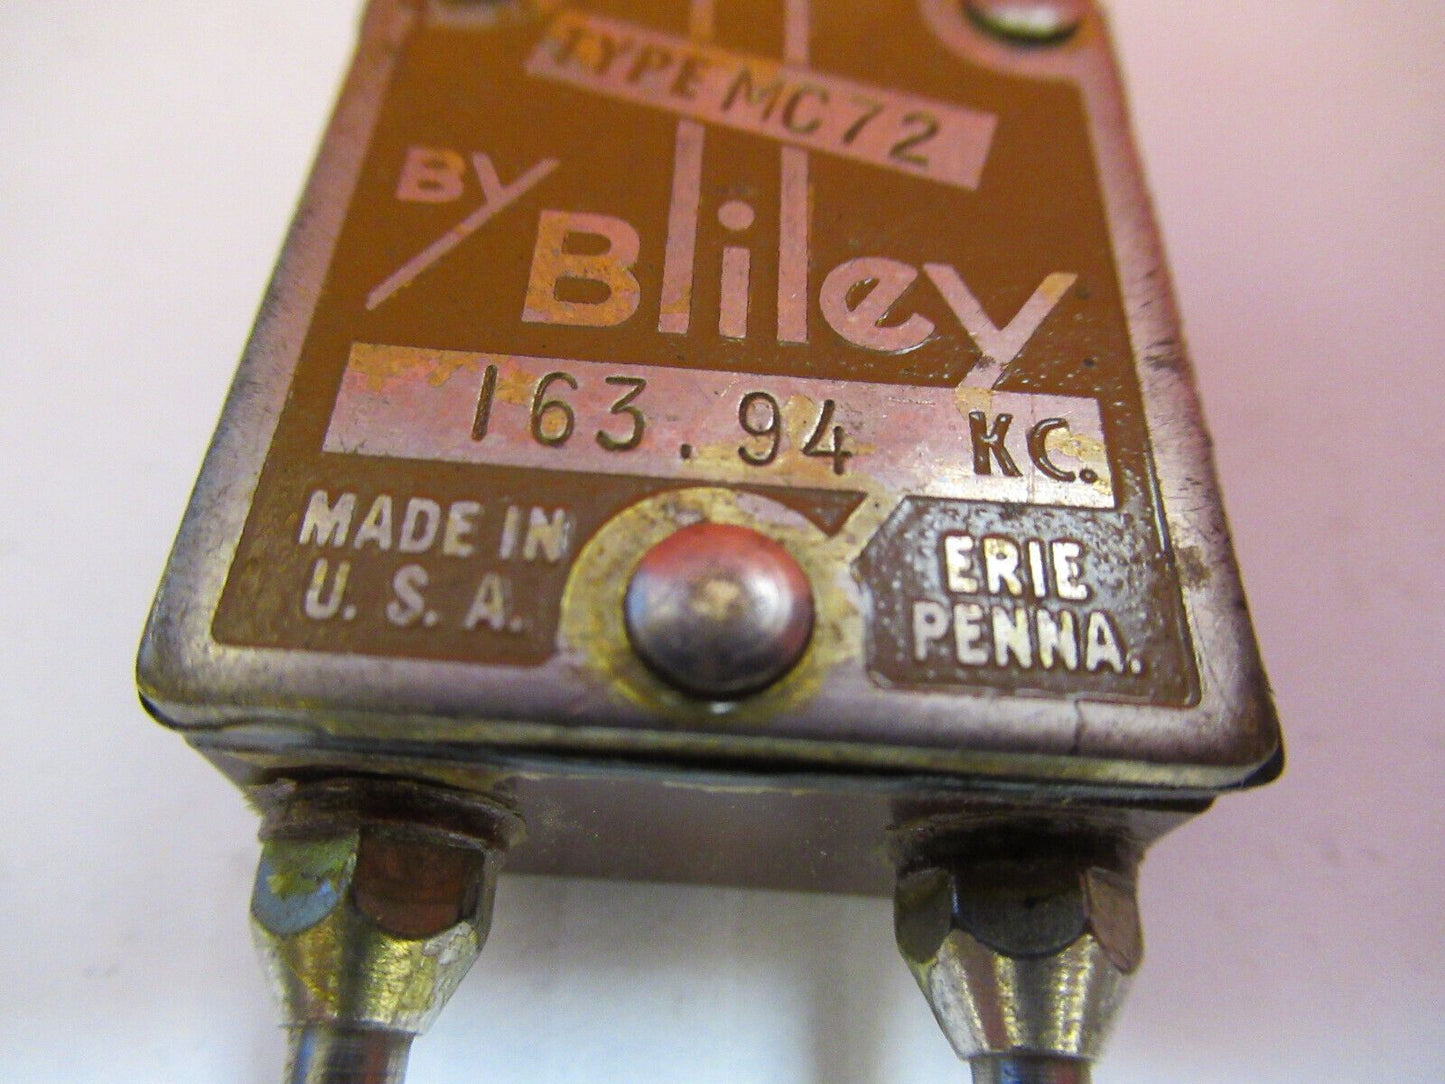 TYPE MC72
By
Bliley
163.94 KC.
MADE IN
U. S. A.
ERIE
PENNA.